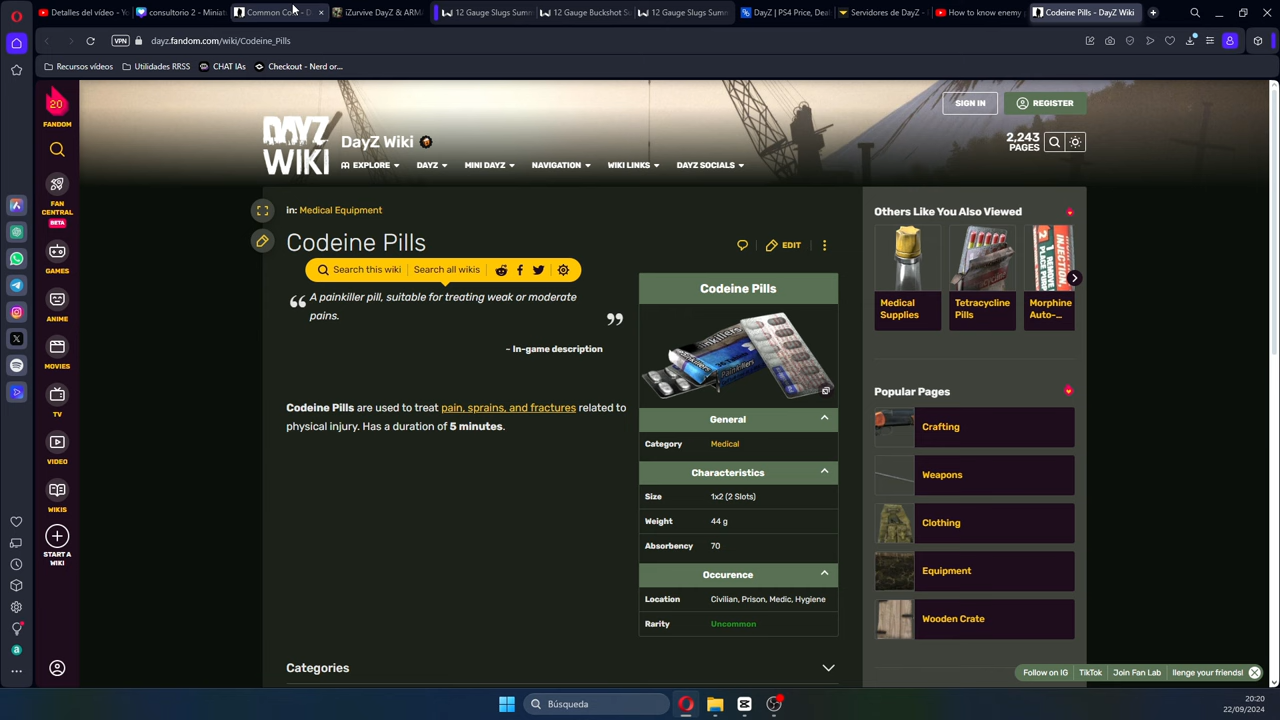 Detalles del vídeo - Yo
consultorio 2 - Miniat
Common Co
iZurvive DayZ & ARM
12 Gauge Slugs Summ
12 Gauge Buckshot S
12 Gauge Slugs Sum
DayZ | PS4 Price, Deal
Servidores de DayZ -
How to know enemy
Codeine Pills - DayZ Wiki
VPN
dayz.fandom.com/wiki/Codeine_Pills
Recursos vídeos
Utilidades RRSS
CHAT IAs
Checkout - Nerd or...
20
FANDOM
FAN CENTRAL
BETA
GAMES
ANIME
MOVIES
TV
VIDEO
WIKIS
START A WIKI
SIGN IN
REGISTER
DAYZ
WIKI
DayZ Wiki
2,243
PAGES
EXPLORE
DAYZ
MINI DAYZ
NAVIGATION
WIKI LINKS
DAYZ SOCIALS
in: Medical Equipment
Codeine Pills
EDIT
Search this wiki
Search all wikis
A painkiller pill, suitable for treating weak or moderate
pains.
– In-game description
Codeine Pills are used to treat pain, sprains, and fractures related to
physical injury. Has a duration of 5 minutes.
Codeine Pills
PAINKILLERS
General
Category Medical
Characteristics
Size 1x2 (2 Slots)
Weight 44 g
Absorbency 70
Occurence
Location Civilian, Prison, Medic, Hygiene
Rarity Uncommon
Categories
Others Like You Also Viewed
Medical
Supplies
Tetracycline
Pills
Morphine
Auto-...
Popular Pages
Crafting
Weapons
Clothing
Equipment
Wooden Crate
Follow on IG
TikTok
Join Fan Lab
llenge your friends!
Búsqueda
20:20
22/09/2024